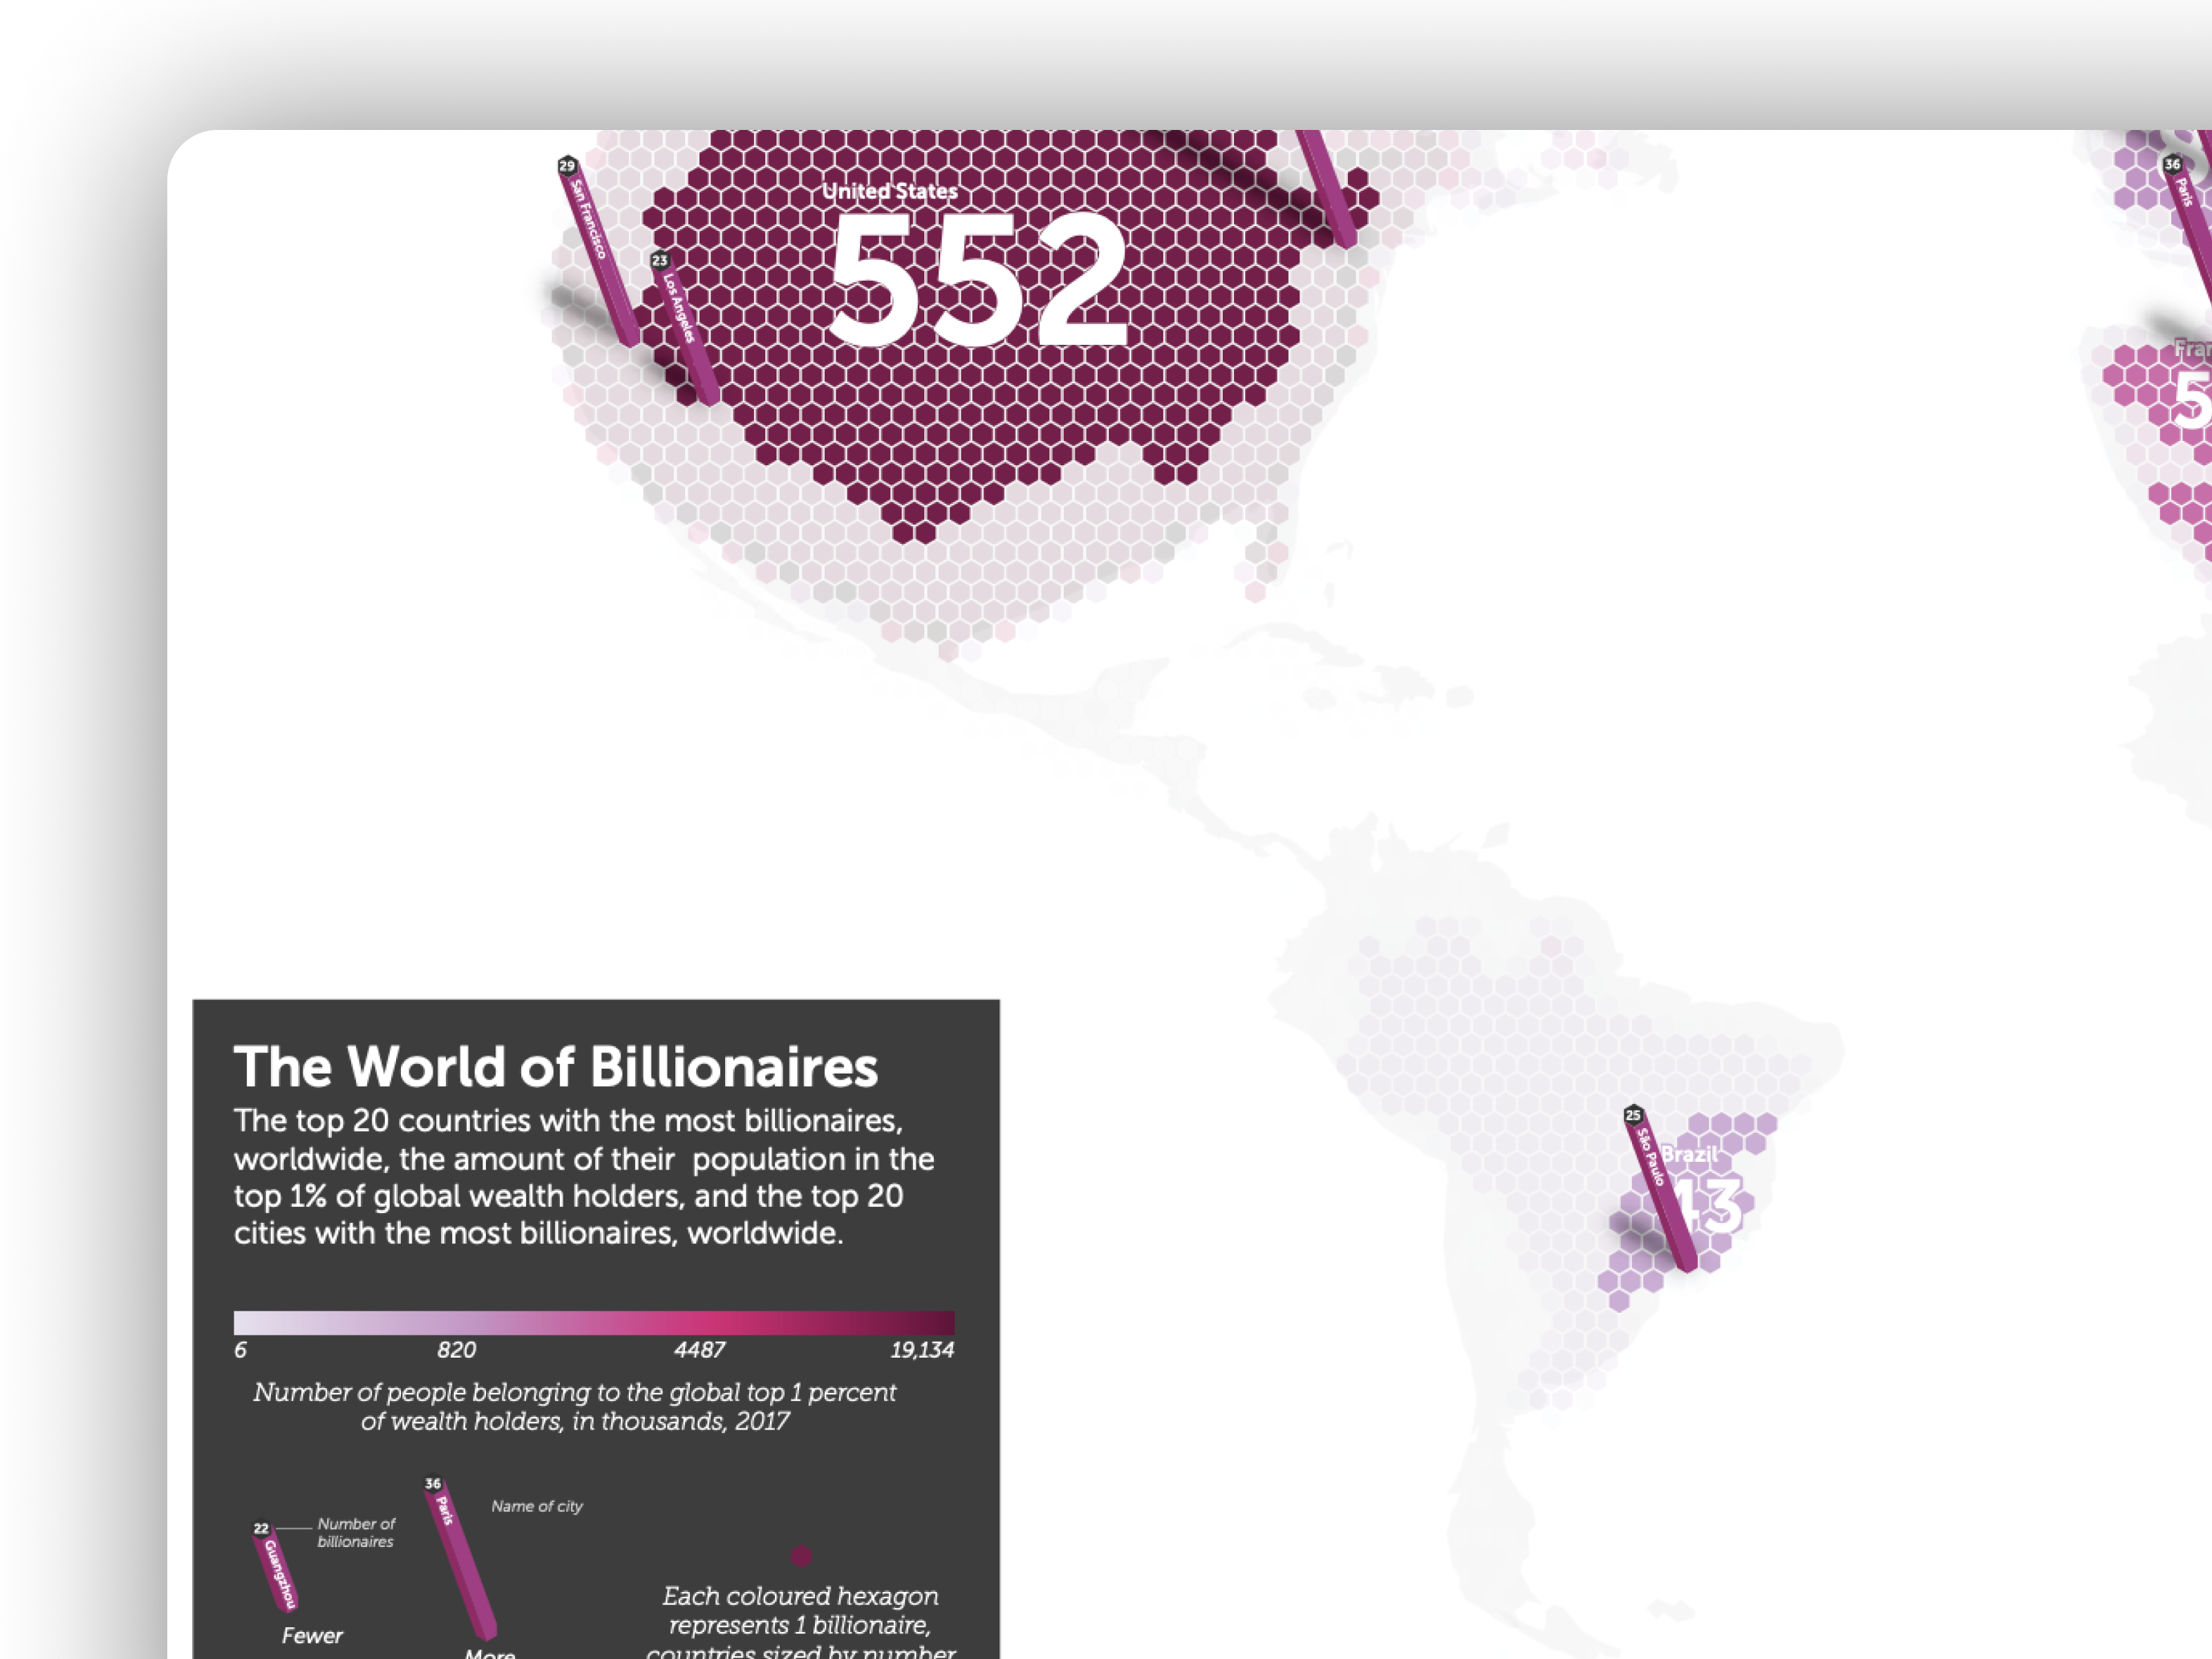 29
San Francisco
23
Los Angeles
United States
552
36
Paris
25
São Paulo
Brazil
43
The World of Billionaires
The top 20 countries with the most billionaires,
worldwide, the amount of their population in the
top 1% of global wealth holders, and the top 20
cities with the most billionaires, worldwide.
6
820
4487
19,134
Number of people belonging to the global top 1 percent
of wealth holders, in thousands, 2017
22
Guangzhou
Number of
billionaires
Fewer
36
Paris
Name of city
More
Each coloured hexagon
represents 1 billionaire,
countries sized by number